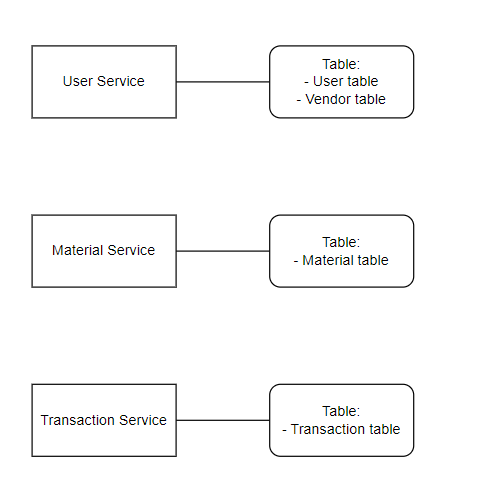 User Service
Table:
- User table
- Vendor table
Material Service
Table:
- Material table
Transaction Service
Table:
- Transaction table